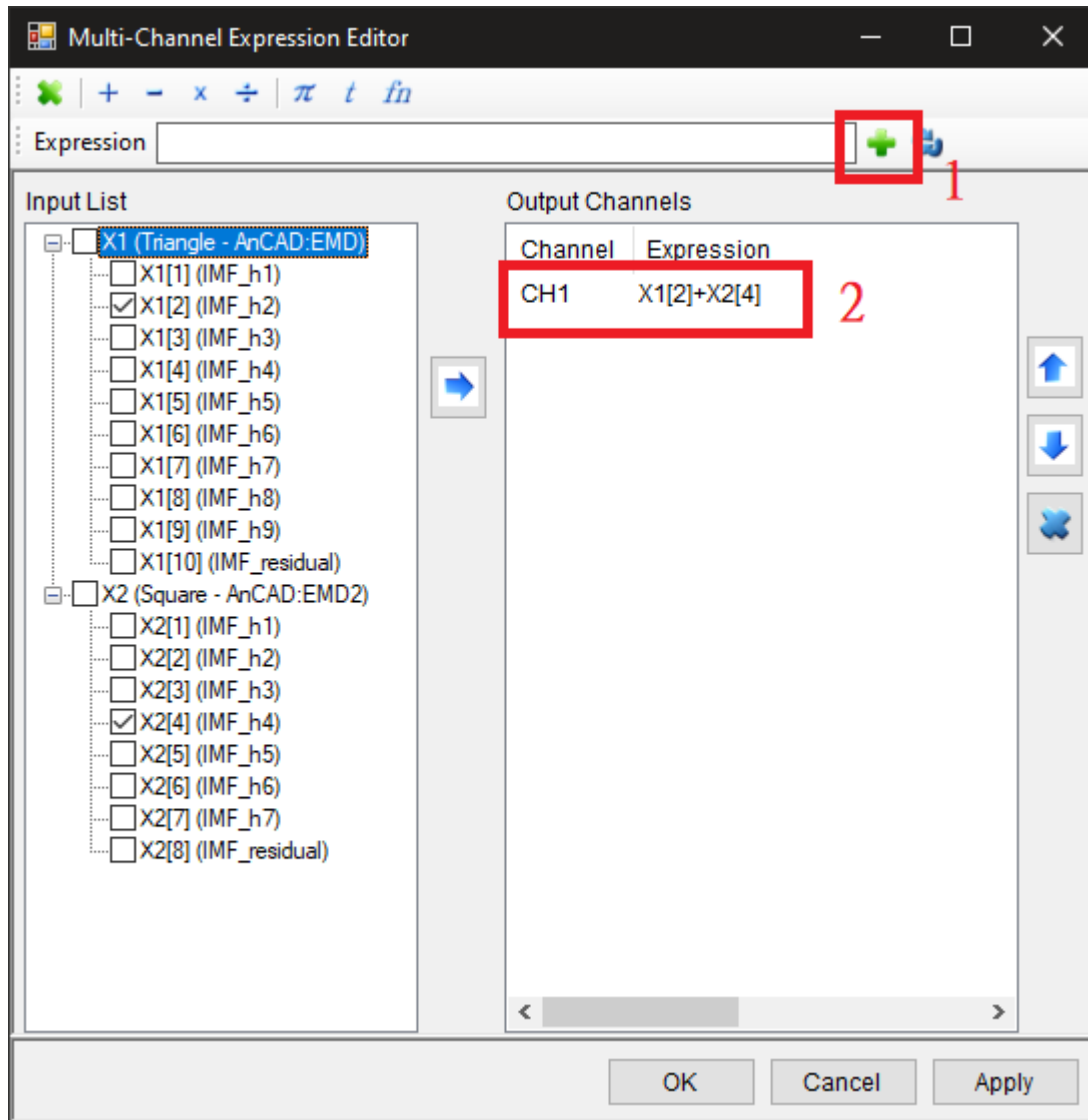 Multi-Channel Expression Editor
+ - x ÷ π t fn
Expression
1
Input List
X1 (Triangle - AnCAD:EMD)
X1[1] (IMF_h1)
X1[2] (IMF_h2)
X1[3] (IMF_h3)
X1[4] (IMF_h4)
X1[5] (IMF_h5)
X1[6] (IMF_h6)
X1[7] (IMF_h7)
X1[8] (IMF_h8)
X1[9] (IMF_h9)
X1[10] (IMF_residual)
X2 (Square - AnCAD:EMD2)
X2[1] (IMF_h1)
X2[2] (IMF_h2)
X2[3] (IMF_h3)
X2[4] (IMF_h4)
X2[5] (IMF_h5)
X2[6] (IMF_h6)
X2[7] (IMF_h7)
X2[8] (IMF_residual)
Output Channels
Channel Expression
CH1 X1[2]+X2[4]
2
OK Cancel Apply